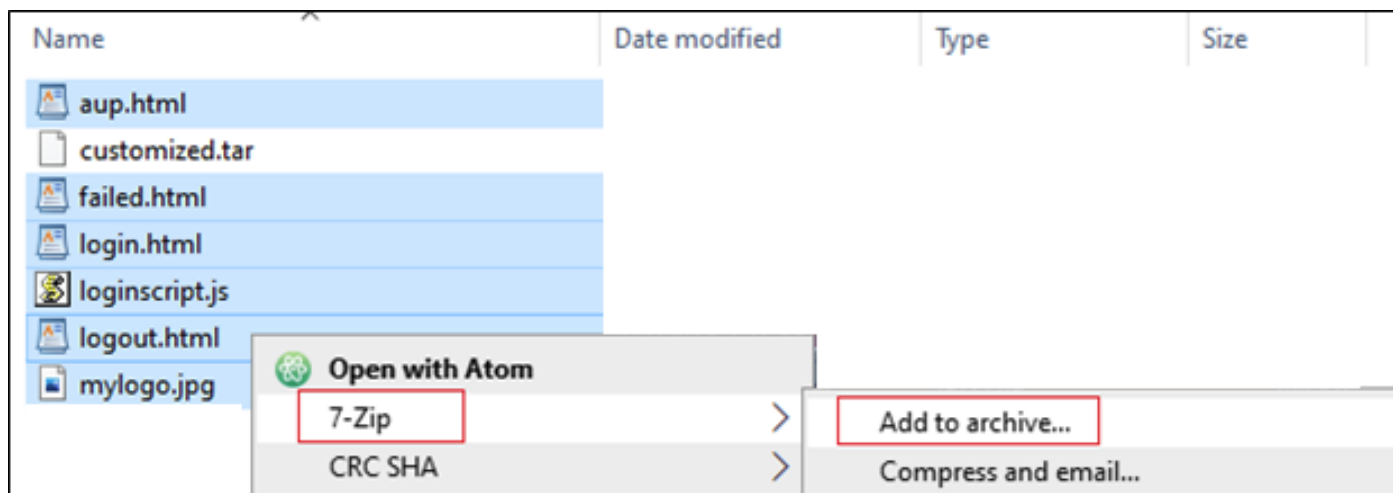 Name Date modified Type Size
aup.html
customized.tar
failed.html
login.html
loginscript.js
logout.html
Open with Atom
mylogo.jpg
7-Zip Add to archive...
CRC SHA Compress and email...